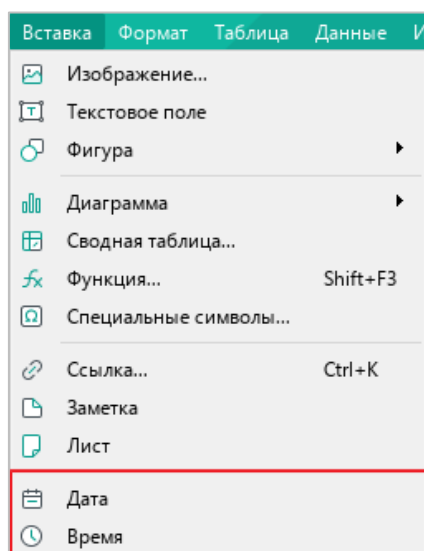 Вставка Формат Таблица Данные И
Изображение...
Текстовое поле
Фигура
Диаграмма
Сводная таблица...
Функция... Shift+F3
Специальные символы...
Ссылка... Ctrl+K
Заметка
Лист
Дата
Время